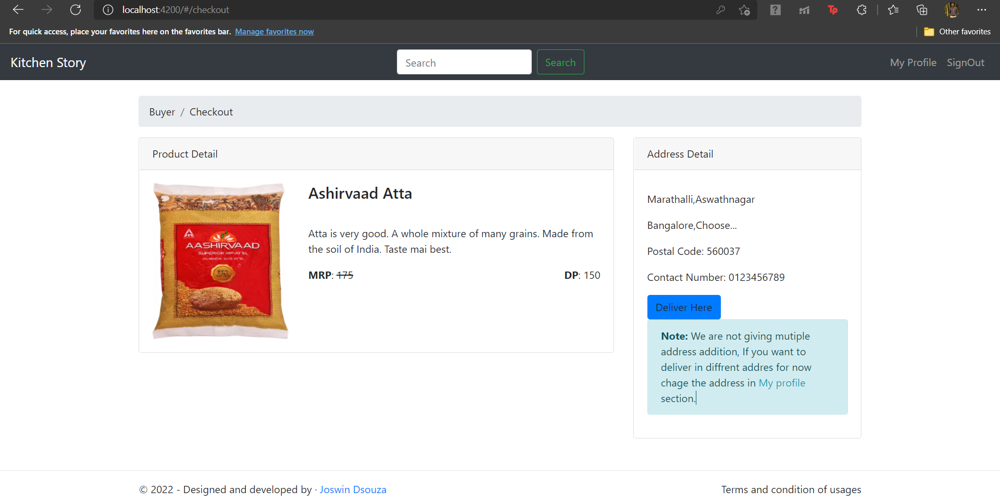 localhost:4200/#/checkout
For quick access, place your favorites here on the favorites bar. Manage favorites now
Other favorites
Kitchen Story
Search
Search
My Profile
SignOut
Buyer / Checkout
Product Detail
AASHIRVAAD
SUPERIOR MP ATTA
0% MAIDA 100% ATTA
100%
Ashirvaad Atta
Atta is very good. A whole mixture of many grains. Made from
the soil of India. Taste mai best.
MRP: 175
DP: 150
Address Detail
Marathalli,Aswathnagar
Bangalore,Choose...
Postal Code: 560037
Contact Number: 0123456789
Deliver Here
Note: We are not giving mutiple
address addition, If you want to
deliver in diffrent addres for now
chage the address in My profile
section.
© 2022 - Designed and developed by · Joswin Dsouza
Terms and condition of usages